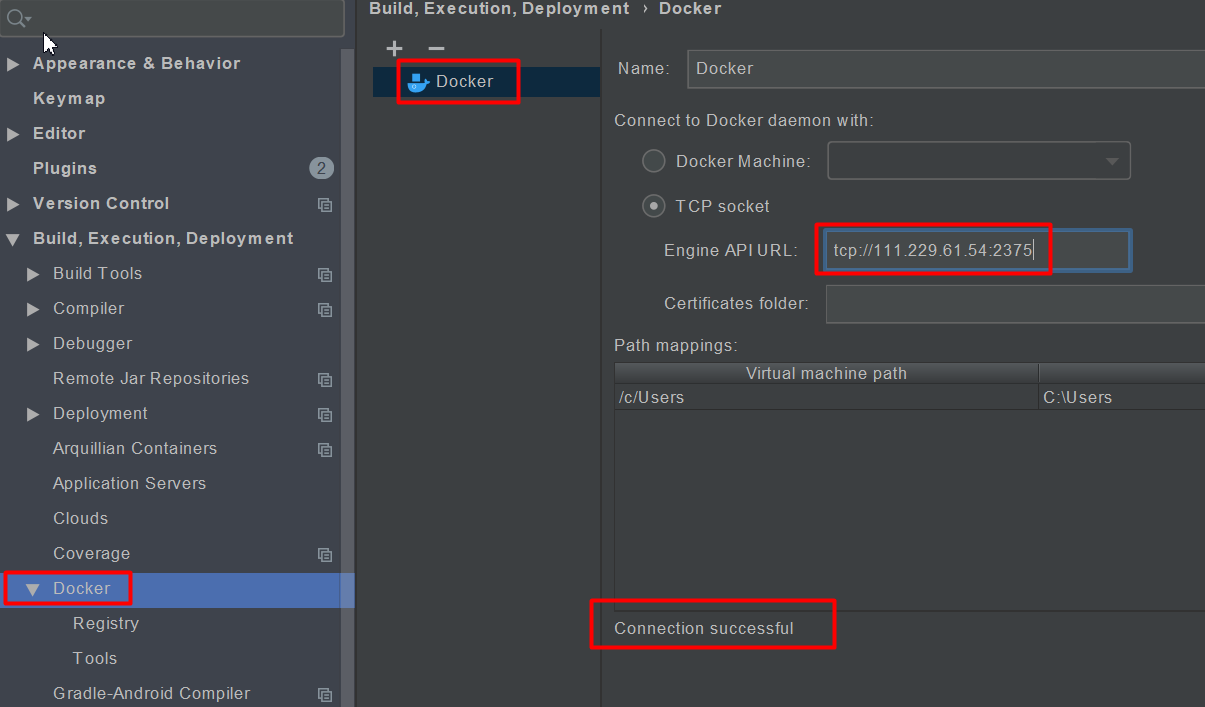 Build, Execution, Deployment › Docker
Appearance & Behavior
Keymap
Editor
Plugins 2
Version Control
Build, Execution, Deployment
Build Tools
Compiler
Debugger
Remote Jar Repositories
Deployment
Arquillian Containers
Application Servers
Clouds
Coverage
Docker
Registry
Tools
Gradle-Android Compiler
Docker
Name: Docker
Connect to Docker daemon with:
Docker Machine:
TCP socket
Engine API URL: tcp://111.229.61.54:2375
Certificates folder:
Path mappings:
Virtual machine path
/c/Users C:\Users
Connection successful